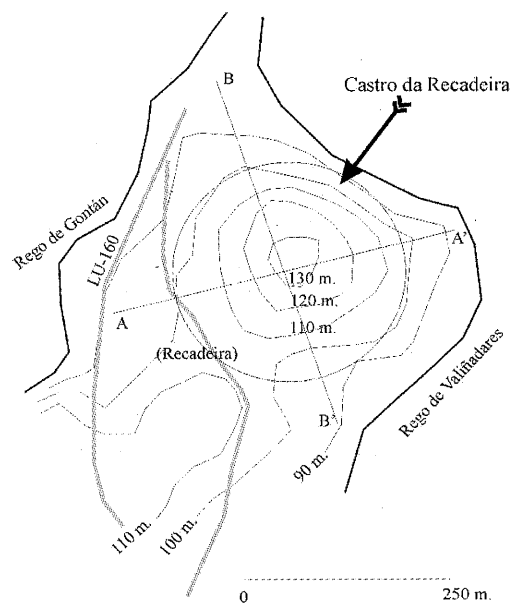 B
Castro da Recadeira
Rego de Gontán
LU-160
A'
130 m.
120 m.
110 m.
A
(Recadeira)
Rego de Valiñadares
B'
90 m.
110 m.
100 m.
0
250 m.